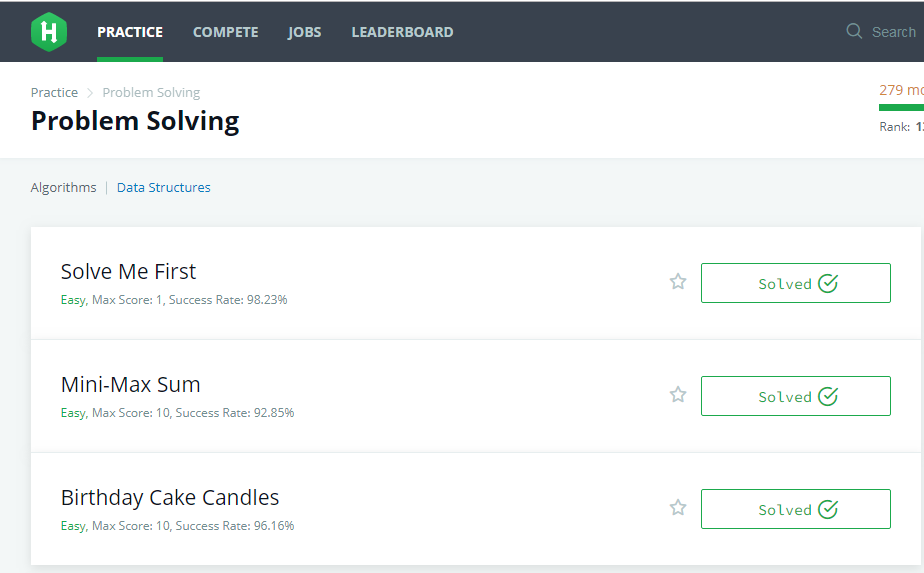 H
PRACTICE COMPETE JOBS LEADERBOARD Search
Practice Problem Solving
279
Problem Solving
Rank:
Algorithms Data Structures
Solve Me First
Easy, Max Score: 1, Success Rate: 98.23%
Solved
Mini-Max Sum
Easy, Max Score: 10, Success Rate: 92.85%
Solved
Birthday Cake Candles
Easy, Max Score: 10, Success Rate: 96.16%
Solved